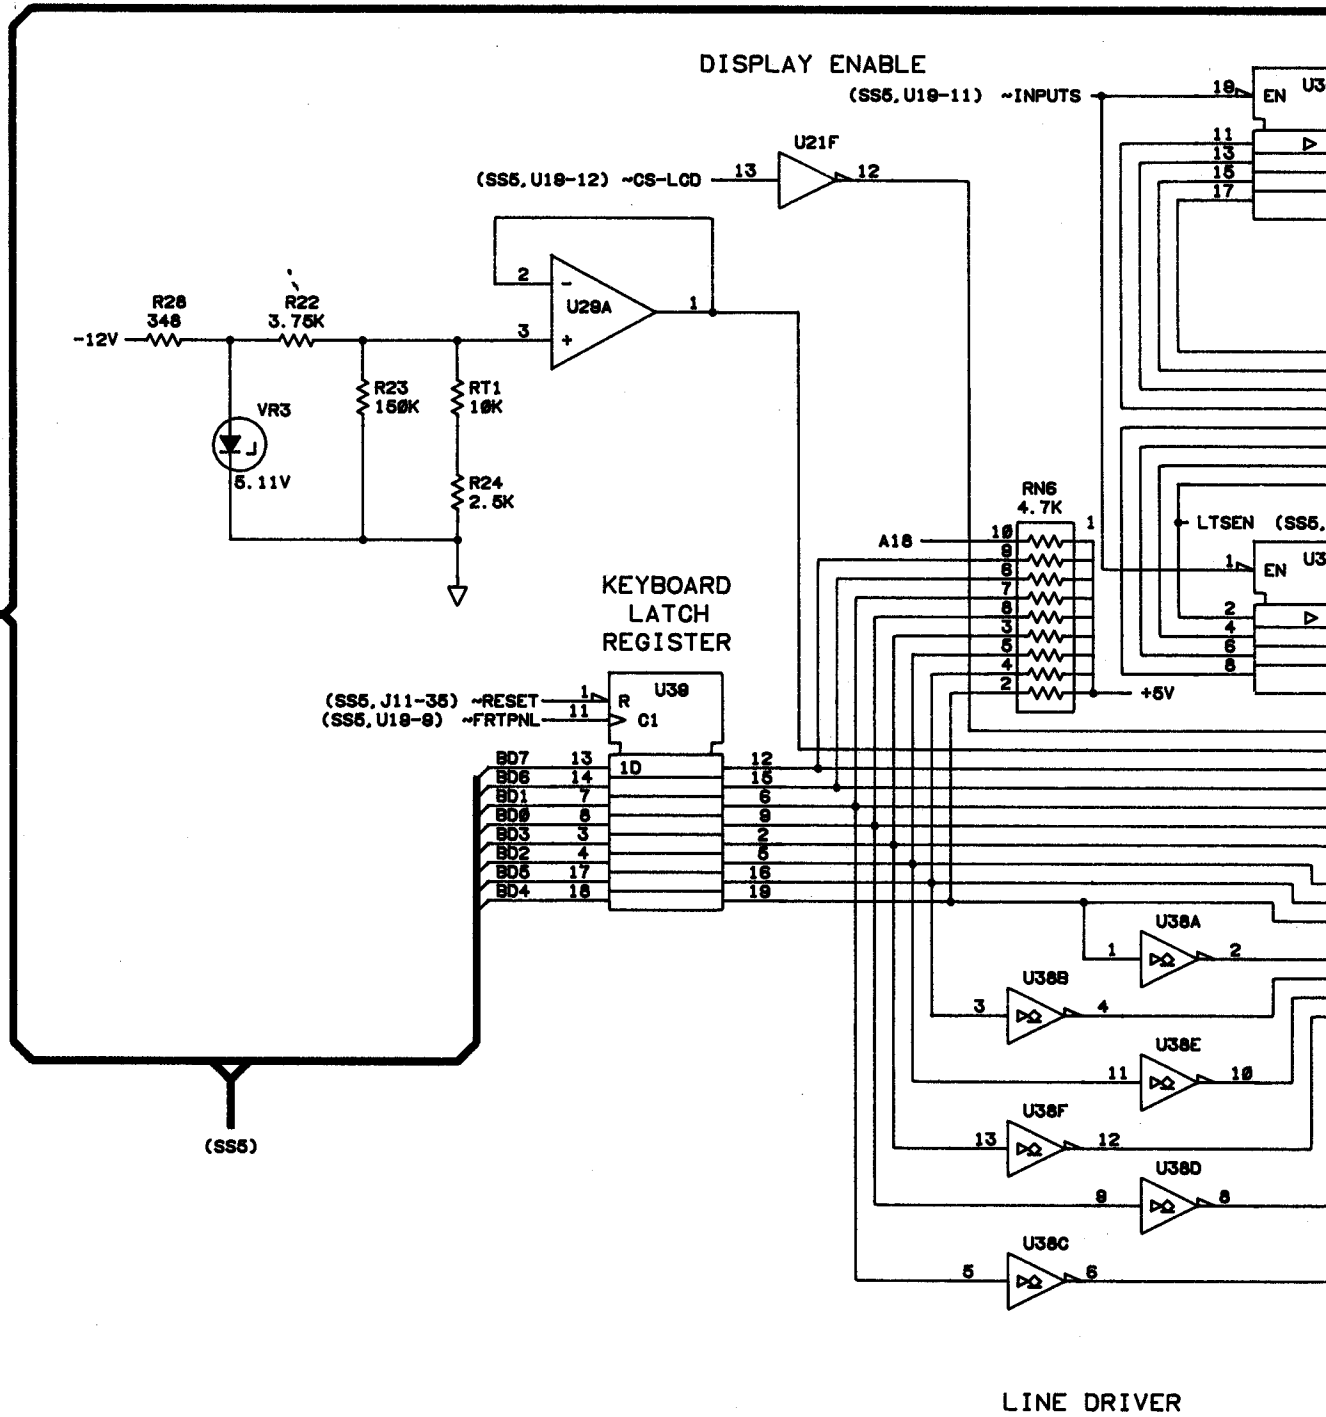 DISPLAY ENABLE
(SS5,U19-11) ~INPUTS
19
EN
U3
11
13
15
17
U21F
(SS5,U19-12) ~CS-LCD
13
12
2
-
U29A
1
3
+
-12V
R28
348
R22
3.75K
R23
150K
RT1
10K
VR3
5.11V
R24
2.5K
RN6
4.7K
A18
10
9
6
7
8
3
5
4
2
1
+5V
LTSEN (SS5,
1
EN
U3
2
4
6
8
KEYBOARD
LATCH
REGISTER
(SS5,J11-35) ~RESET
1
R
U39
(SS5,U19-9) ~FRTPNL
11
C1
BD7 13 1D 12
BD6 14 15
BD1 7 6
BD0 8 9
BD3 3 2
BD2 4 5
BD5 17 16
BD4 18 19
U38A
1
2
U38B
3
4
U38E
11
10
U38F
13
12
U38D
9
8
U38C
5
6
(SS5)
LINE DRIVER